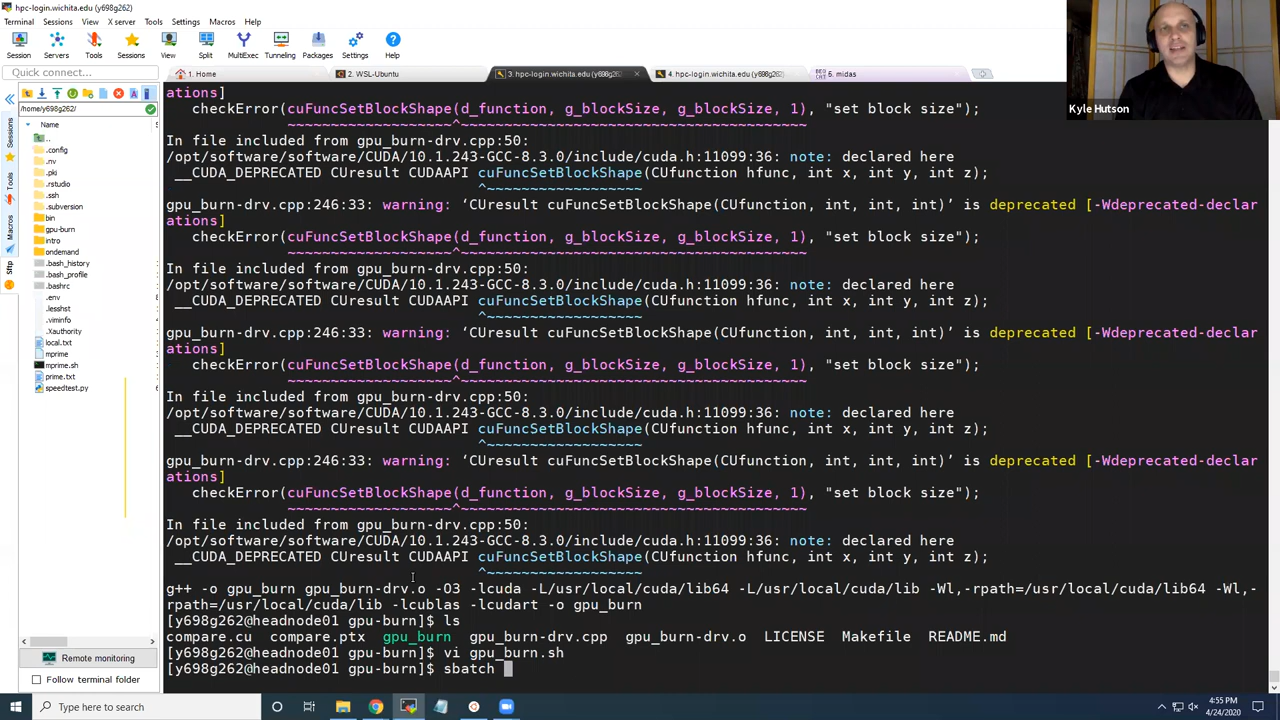 hpc-login.wichita.edu (y698g262)
Terminal Sessions View X server Tools Settings Macros Help
Session Servers Tools Sessions View Split MultiExec Tunneling Packages Settings Help
Quick connect...
1. Home
2. WSL-Ubuntu
3. hpc-login.wichita.edu (y698g262)
4. hpc-login.wichita.edu (y698g262)
5. midas
Kyle Hutson
Sessions
Tools
Macros
Sftp
/home/y698g262/
Name
..
.config
.nv
.pki
.rstudio
.ssh
.subversion
bin
gpu-burn
intro
ondemand
.bash_history
.bash_profile
.bashrc
.env
.lesshst
.viminfo
.Xauthority
local.txt
mprime
mprime.sh
prime.txt
speedtest.py
Remote monitoring
Follow terminal folder
ations]
checkError(cuFuncSetBlockShape(d_function, g_blockSize, g_blockSize, 1), "set block size");
~~~~~~~~~~~~~~~~~~~^~~~~~~~~~~~~~~~~~~~~~~~~~~~~~~~~~~~~~~~~
In file included from gpu_burn-drv.cpp:50:
/opt/software/software/CUDA/10.1.243-GCC-8.3.0/include/cuda.h:11099:36: note: declared here
__CUDA_DEPRECATED CUresult CUDAAPI cuFuncSetBlockShape(CUfunction hfunc, int x, int y, int z);
^~~~~~~~~~~~~~~~~~~
gpu_burn-drv.cpp:246:33: warning: ‘CUresult cuFuncSetBlockShape(CUfunction, int, int, int)’ is deprecated [-Wdeprecated-declar
ations]
checkError(cuFuncSetBlockShape(d_function, g_blockSize, g_blockSize, 1), "set block size");
~~~~~~~~~~~~~~~~~~~^~~~~~~~~~~~~~~~~~~~~~~~~~~~~~~~~~~~~~~~~
In file included from gpu_burn-drv.cpp:50:
/opt/software/software/CUDA/10.1.243-GCC-8.3.0/include/cuda.h:11099:36: note: declared here
__CUDA_DEPRECATED CUresult CUDAAPI cuFuncSetBlockShape(CUfunction hfunc, int x, int y, int z);
^~~~~~~~~~~~~~~~~~~
gpu_burn-drv.cpp:246:33: warning: ‘CUresult cuFuncSetBlockShape(CUfunction, int, int, int)’ is deprecated [-Wdeprecated-declar
ations]
checkError(cuFuncSetBlockShape(d_function, g_blockSize, g_blockSize, 1), "set block size");
~~~~~~~~~~~~~~~~~~~^~~~~~~~~~~~~~~~~~~~~~~~~~~~~~~~~~~~~~~~~
In file included from gpu_burn-drv.cpp:50:
/opt/software/software/CUDA/10.1.243-GCC-8.3.0/include/cuda.h:11099:36: note: declared here
__CUDA_DEPRECATED CUresult CUDAAPI cuFuncSetBlockShape(CUfunction hfunc, int x, int y, int z);
^~~~~~~~~~~~~~~~~~~
gpu_burn-drv.cpp:246:33: warning: ‘CUresult cuFuncSetBlockShape(CUfunction, int, int, int)’ is deprecated [-Wdeprecated-declar
ations]
checkError(cuFuncSetBlockShape(d_function, g_blockSize, g_blockSize, 1), "set block size");
~~~~~~~~~~~~~~~~~~~^~~~~~~~~~~~~~~~~~~~~~~~~~~~~~~~~~~~~~~~~
In file included from gpu_burn-drv.cpp:50:
/opt/software/software/CUDA/10.1.243-GCC-8.3.0/include/cuda.h:11099:36: note: declared here
__CUDA_DEPRECATED CUresult CUDAAPI cuFuncSetBlockShape(CUfunction hfunc, int x, int y, int z);
^~~~~~~~~~~~~~~~~~~
g++ -o gpu_burn gpu_burn-drv.o -O3 -lcuda -L/usr/local/cuda/lib64 -L/usr/local/cuda/lib -Wl,-rpath=/usr/local/cuda/lib64 -Wl,-
rpath=/usr/local/cuda/lib -lcublas -lcudart -o gpu_burn
[y698g262@headnode01 gpu-burn]$ ls
compare.cu compare.ptx gpu_burn gpu_burn-drv.cpp gpu_burn-drv.o LICENSE Makefile README.md
[y698g262@headnode01 gpu-burn]$ vi gpu_burn.sh
[y698g262@headnode01 gpu-burn]$ sbatch
Type here to search
4:55 PM
4/24/2020